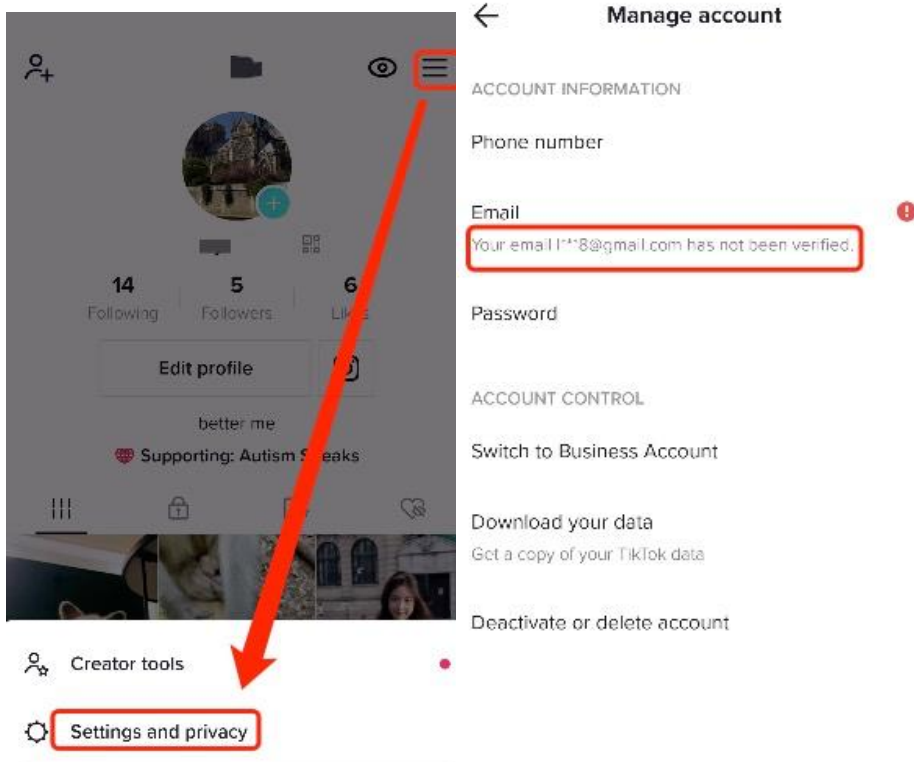 14
5
6
Following
Followers
Likes
Edit profile
better me
Supporting: Autism Speaks
Creator tools
Settings and privacy
Manage account
ACCOUNT INFORMATION
Phone number
Email
Your email l***8@gmail.com has not been verified.
Password
ACCOUNT CONTROL
Switch to Business Account
Download your data
Get a copy of your TikTok data
Deactivate or delete account